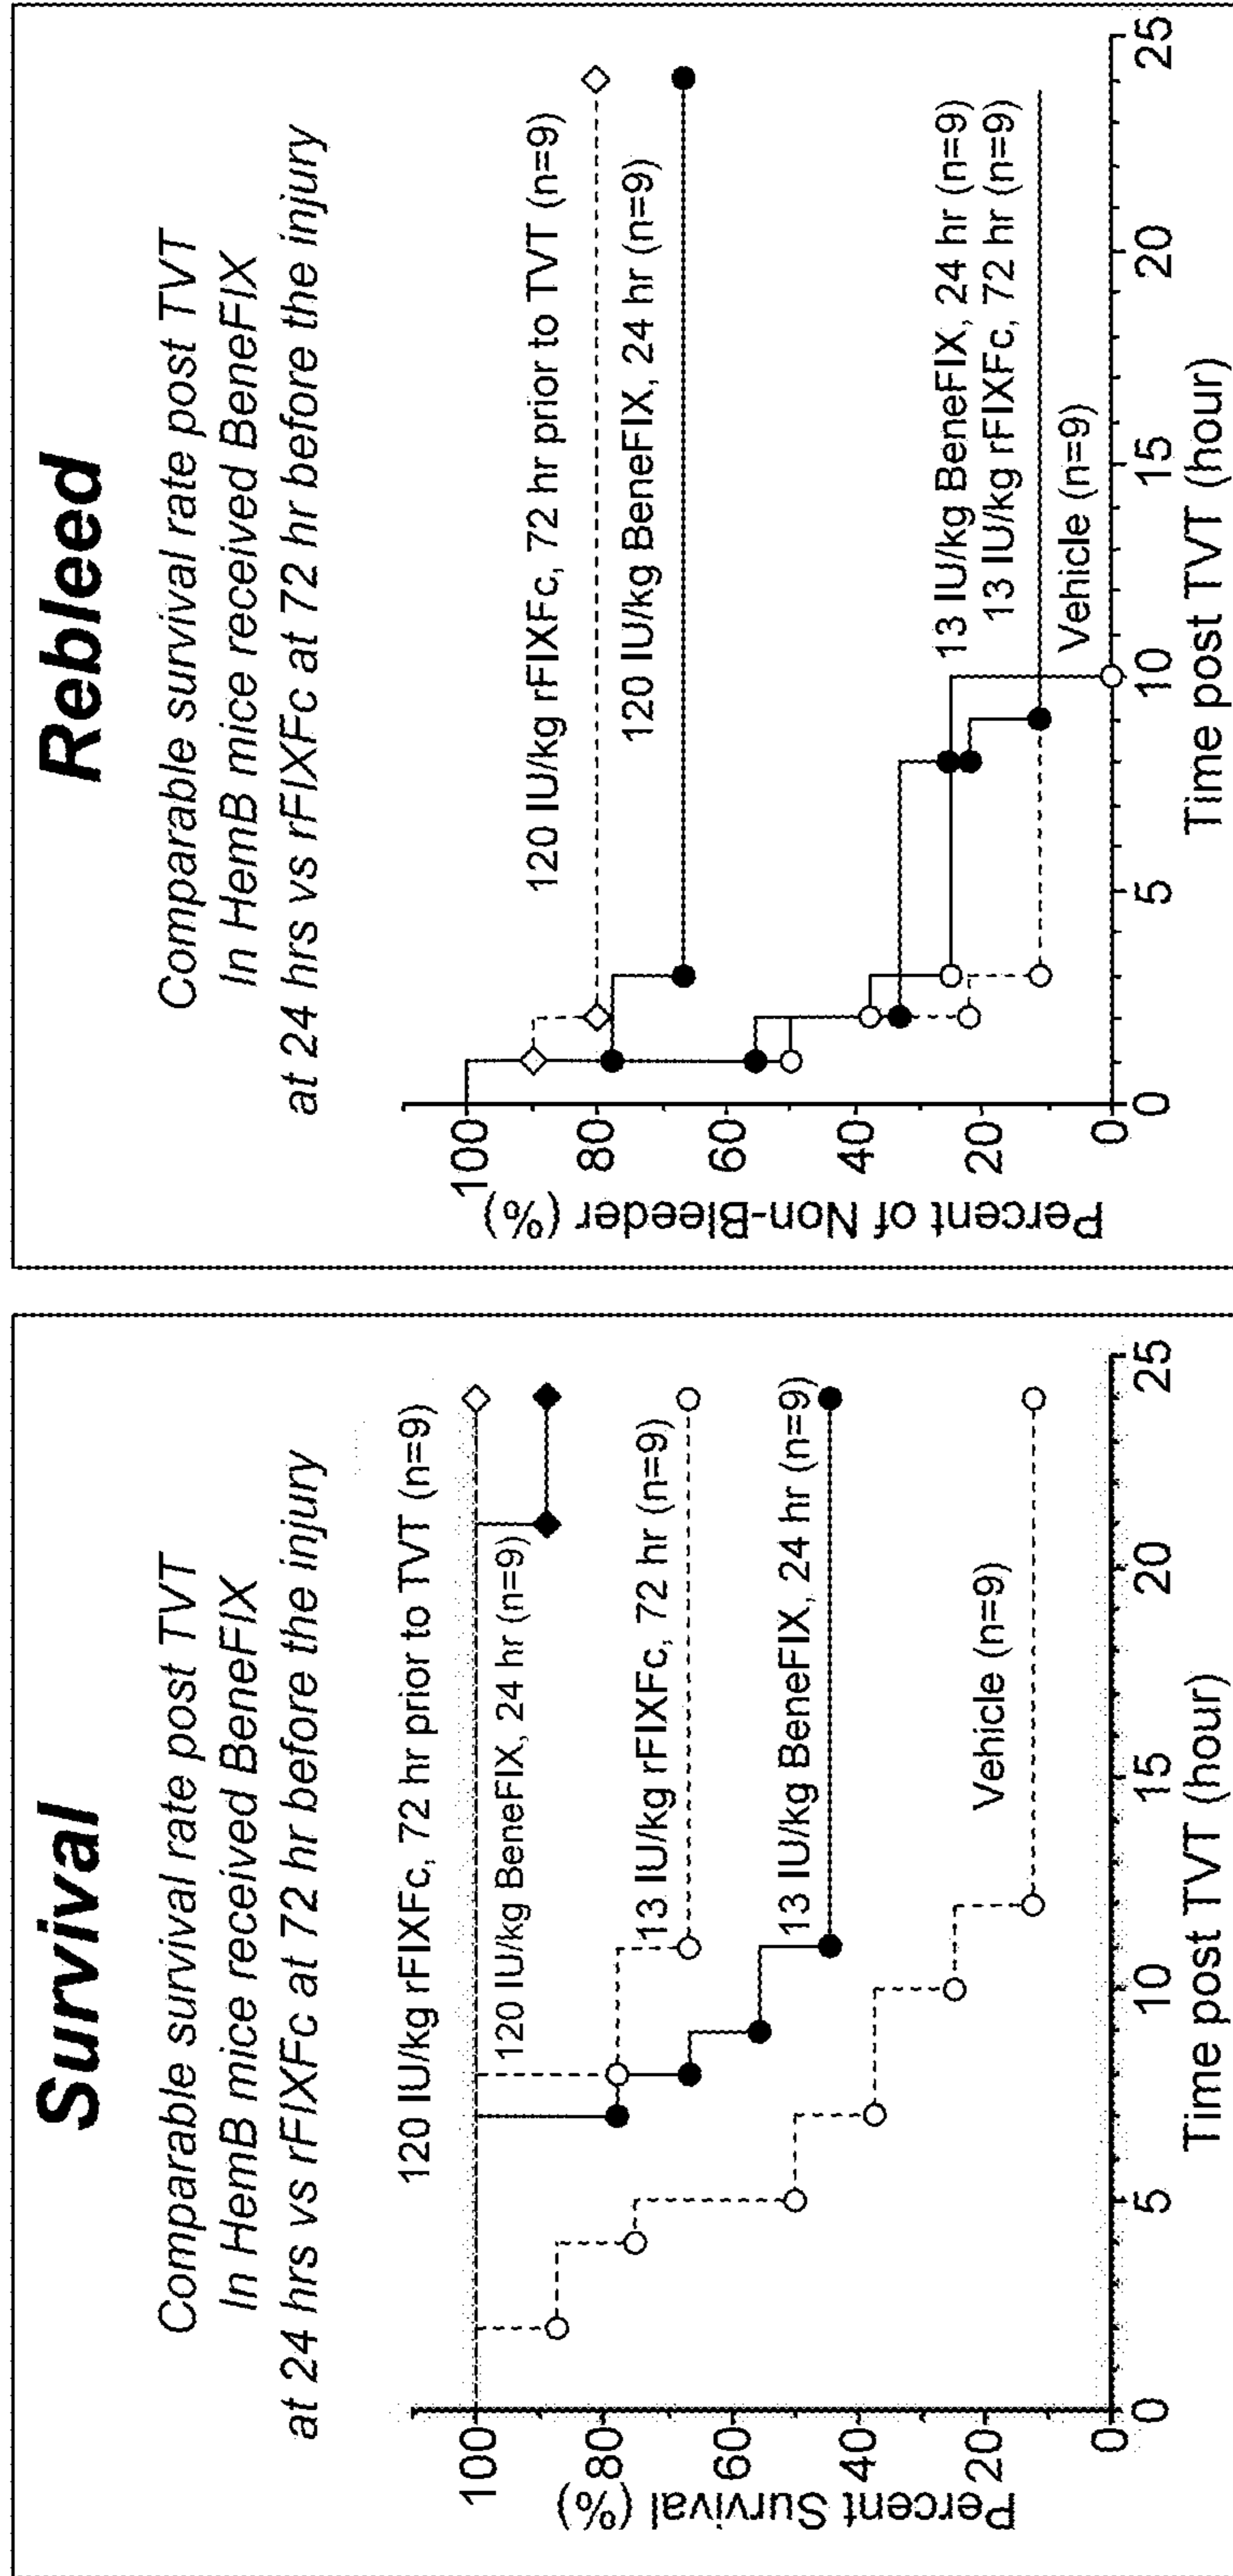 Survival
Comparable survival rate post TVT
In HemB mice received BeneFIX
at 24 hrs vs rFIXFc at 72 hr before the injury
120 IU/kg rFIXFc, 72 hr prior to TVT (n=9)
120 IU/kg BeneFIX, 24 hr (n=9)
13 IU/kg rFIXFc, 72 hr (n=9)
13 IU/kg BeneFIX, 24 hr (n=9)
Vehicle (n=9)
Percent Survival (%)
100
80
60
40
20
0
0 5 10 15 20 25
Time post TVT (hour)
Rebleed
Comparable survival rate post TVT
In HemB mice received BeneFIX
at 24 hrs vs rFIXFc at 72 hr before the injury
120 IU/kg rFIXFc, 72 hr prior to TVT (n=9)
120 IU/kg BeneFIX, 24 hr (n=9)
13 IU/kg BeneFIX, 24 hr (n=9)
13 IU/kg rFIXFc, 72 hr (n=9)
Vehicle (n=9)
Percent of Non-Bleeder (%)
100
80
60
40
20
0
0 5 10 15 20 25
Time post TVT (hour)